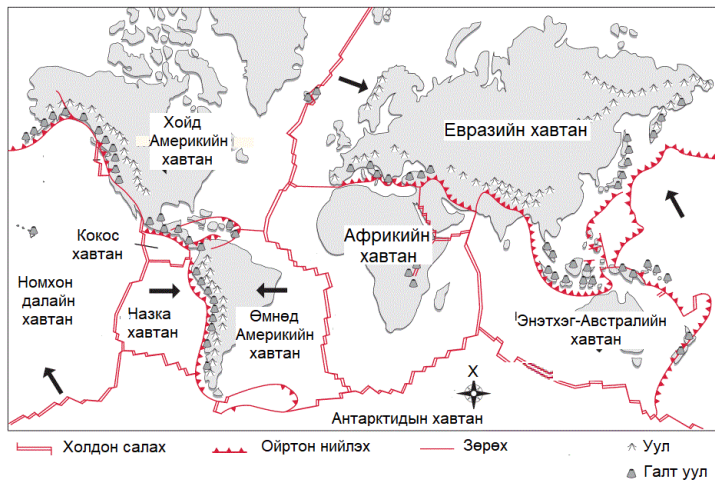 Хойд
Америкийн
хавтан
Евразийн хавтан
Кокос
хавтан
Африкийн
хавтан
Номхон
далайн
хавтан
Назка
хавтан
Өмнөд
Америкийн
хавтан
Энэтхэг-Австралийн
хавтан
Х
Антарктидын хавтан
Холдон салах
Ойртон нийлэх
Зөрөх
Уул
Галт уул